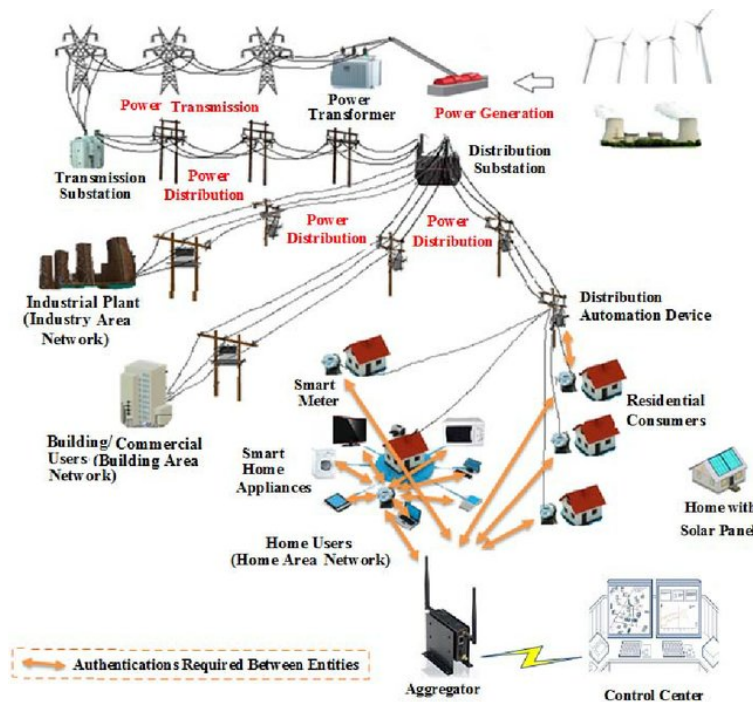 Power Transmission
Power
Transformer
Power Generation
Transmission
Substation
Power
Distribution
Distribution
Substation
Power
Distribution
Power
Distribution
Industrial Plant
(Industry Area
Network)
Distribution
Automation Device
Smart
Meter
Residential
Consumers
Building/ Commercial
Users (Building Area
Network)
Smart
Home
Appliances
Home with
Solar Panel
Home Users
(Home Area Network)
Authentications Required Between Entities
Aggregator
Control Center